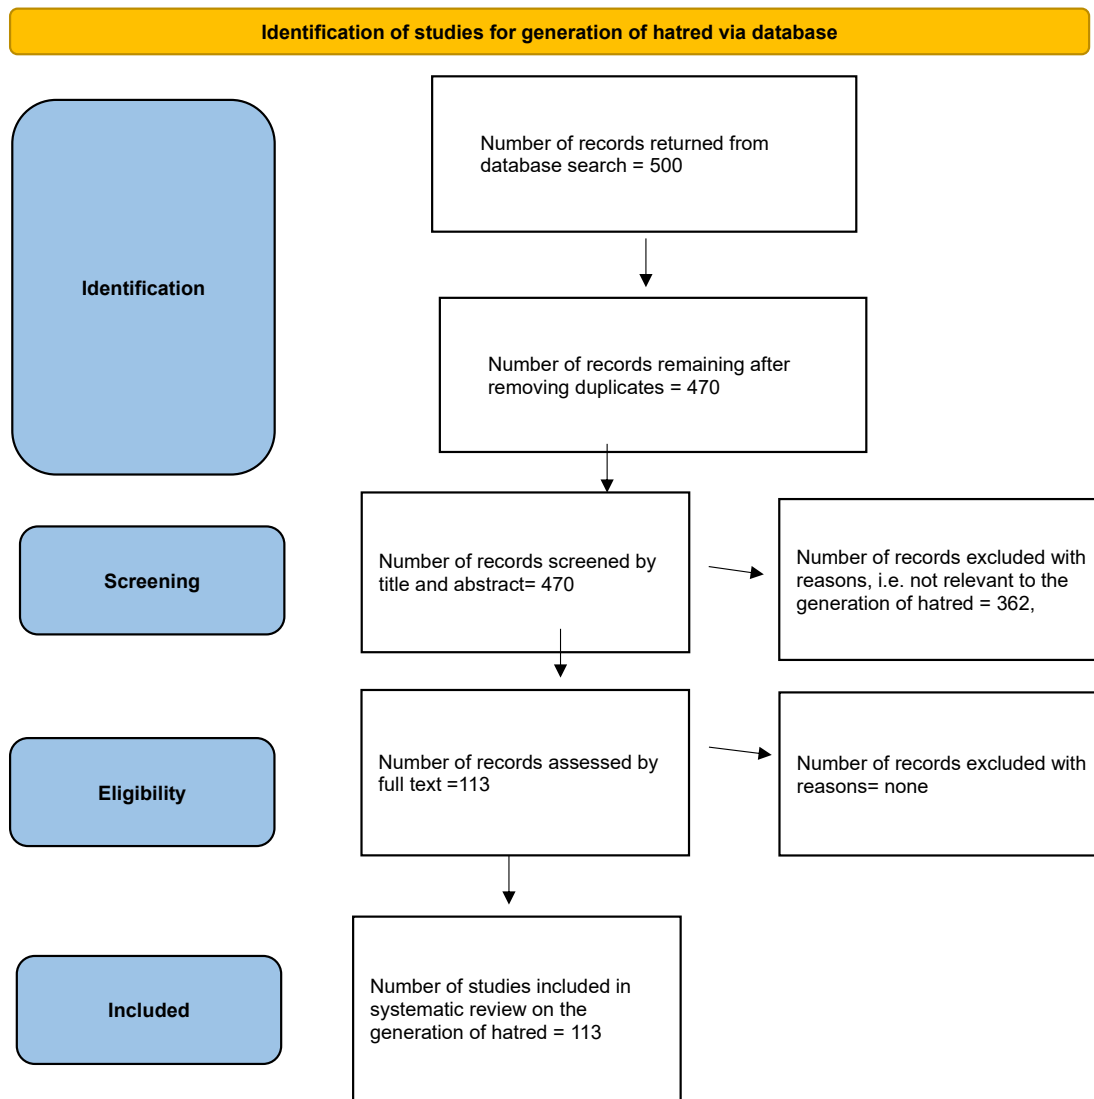 Identification of studies for generation of hatred via database
Identification
Number of records returned from
database search = 500
Number of records remaining after
removing duplicates = 470
Screening
Number of records screened by
title and abstract= 470
Number of records excluded with
reasons, i.e. not relevant to the
generation of hatred = 362,
Eligibility
Number of records assessed by
full text =113
Number of records excluded with
reasons= none
Included
Number of studies included in
systematic review on the
generation of hatred = 113